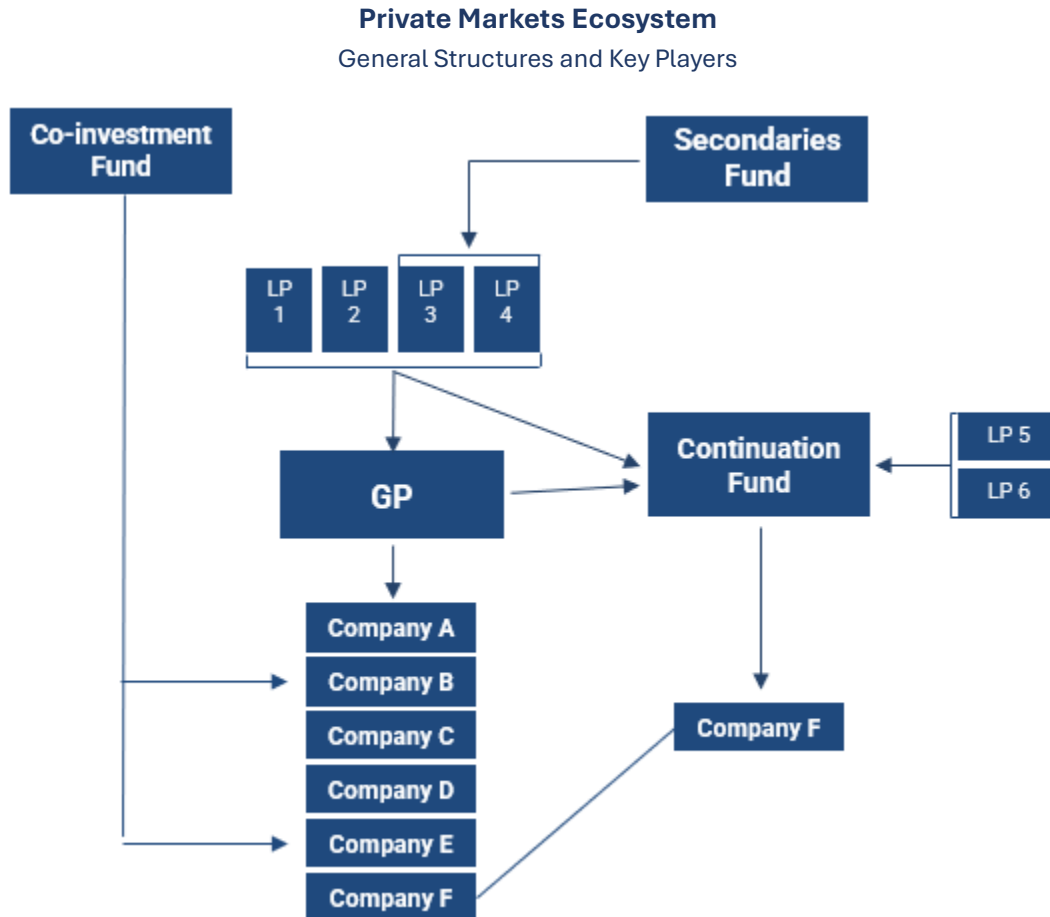 Private Markets Ecosystem
General Structures and Key Players
Co-investment
Fund
Secondaries
Fund
LP
1
LP
2
LP
3
LP
4
GP
Continuation
Fund
LP 5
LP 6
Company A
Company B
Company C
Company D
Company E
Company F
Company F